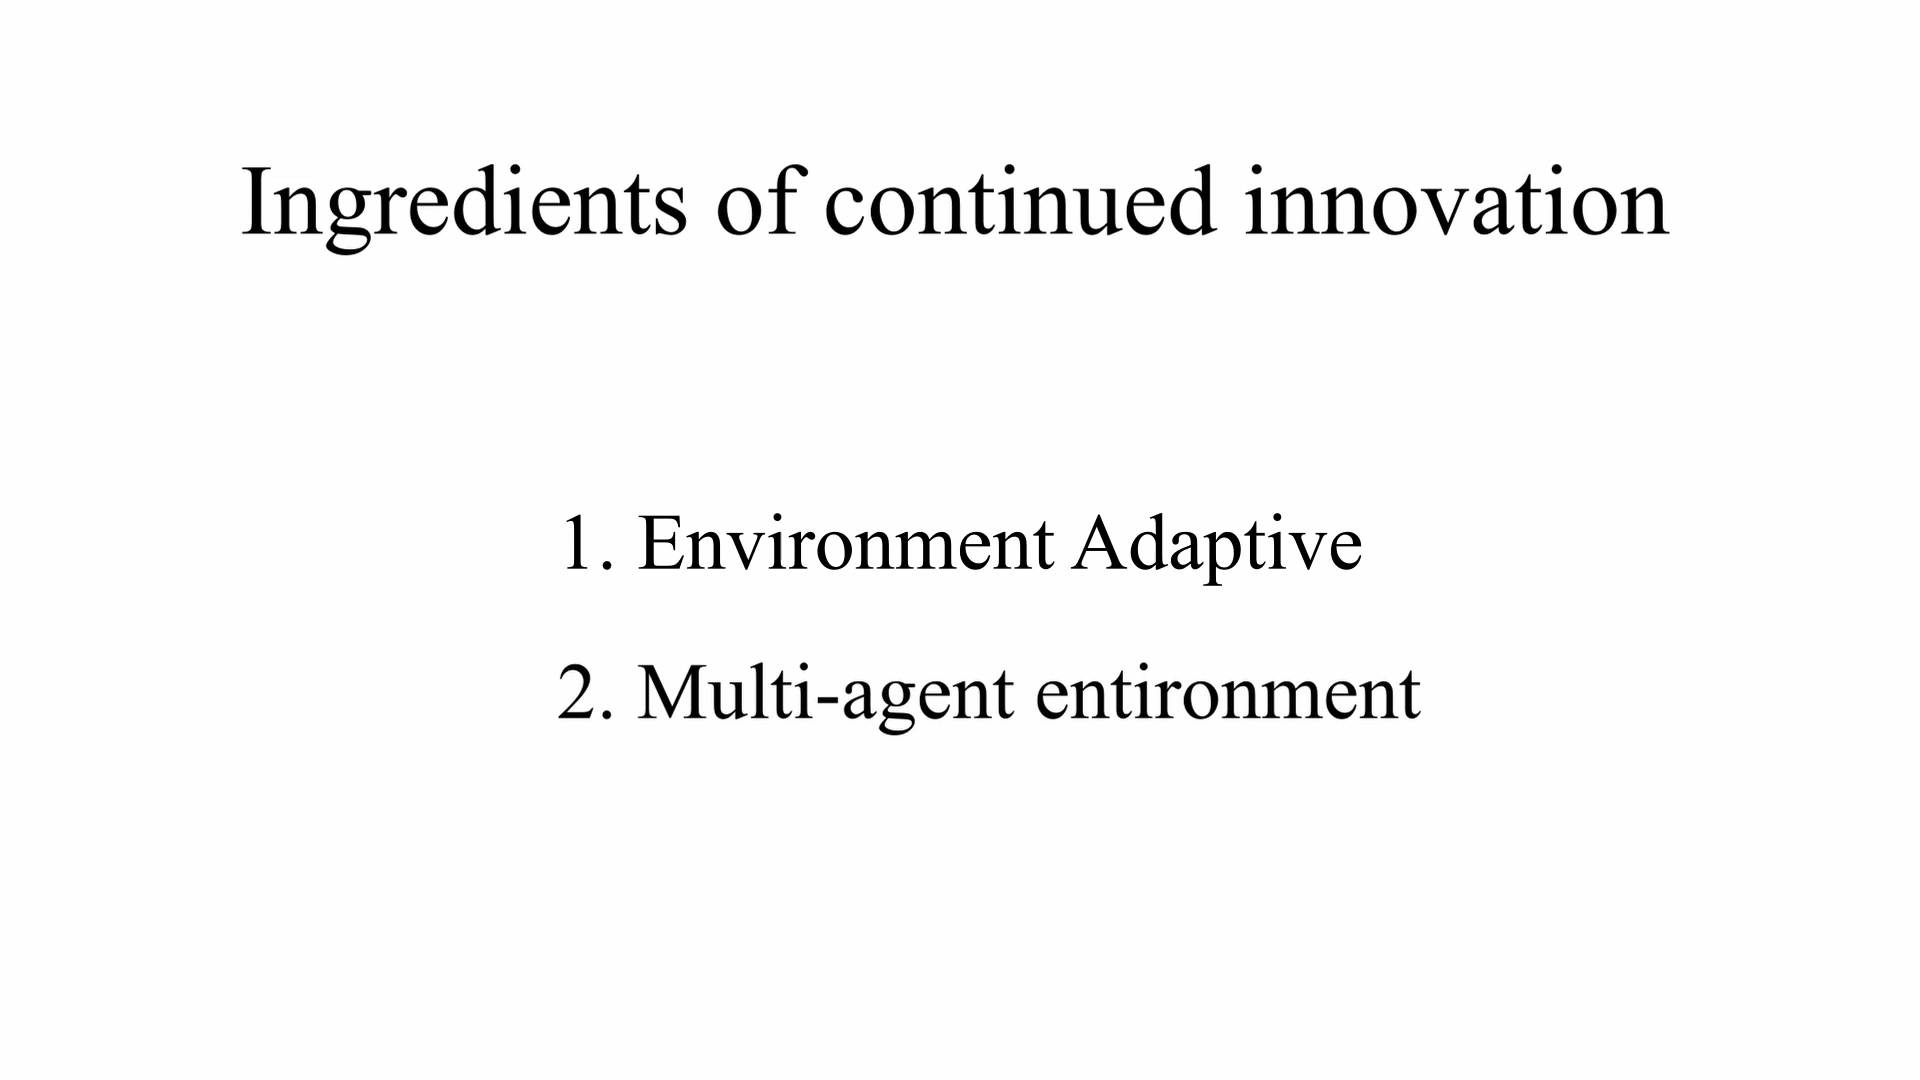 Ingredients of continued innovation
1. Environment Adaptive
2. Multi-agent entironment